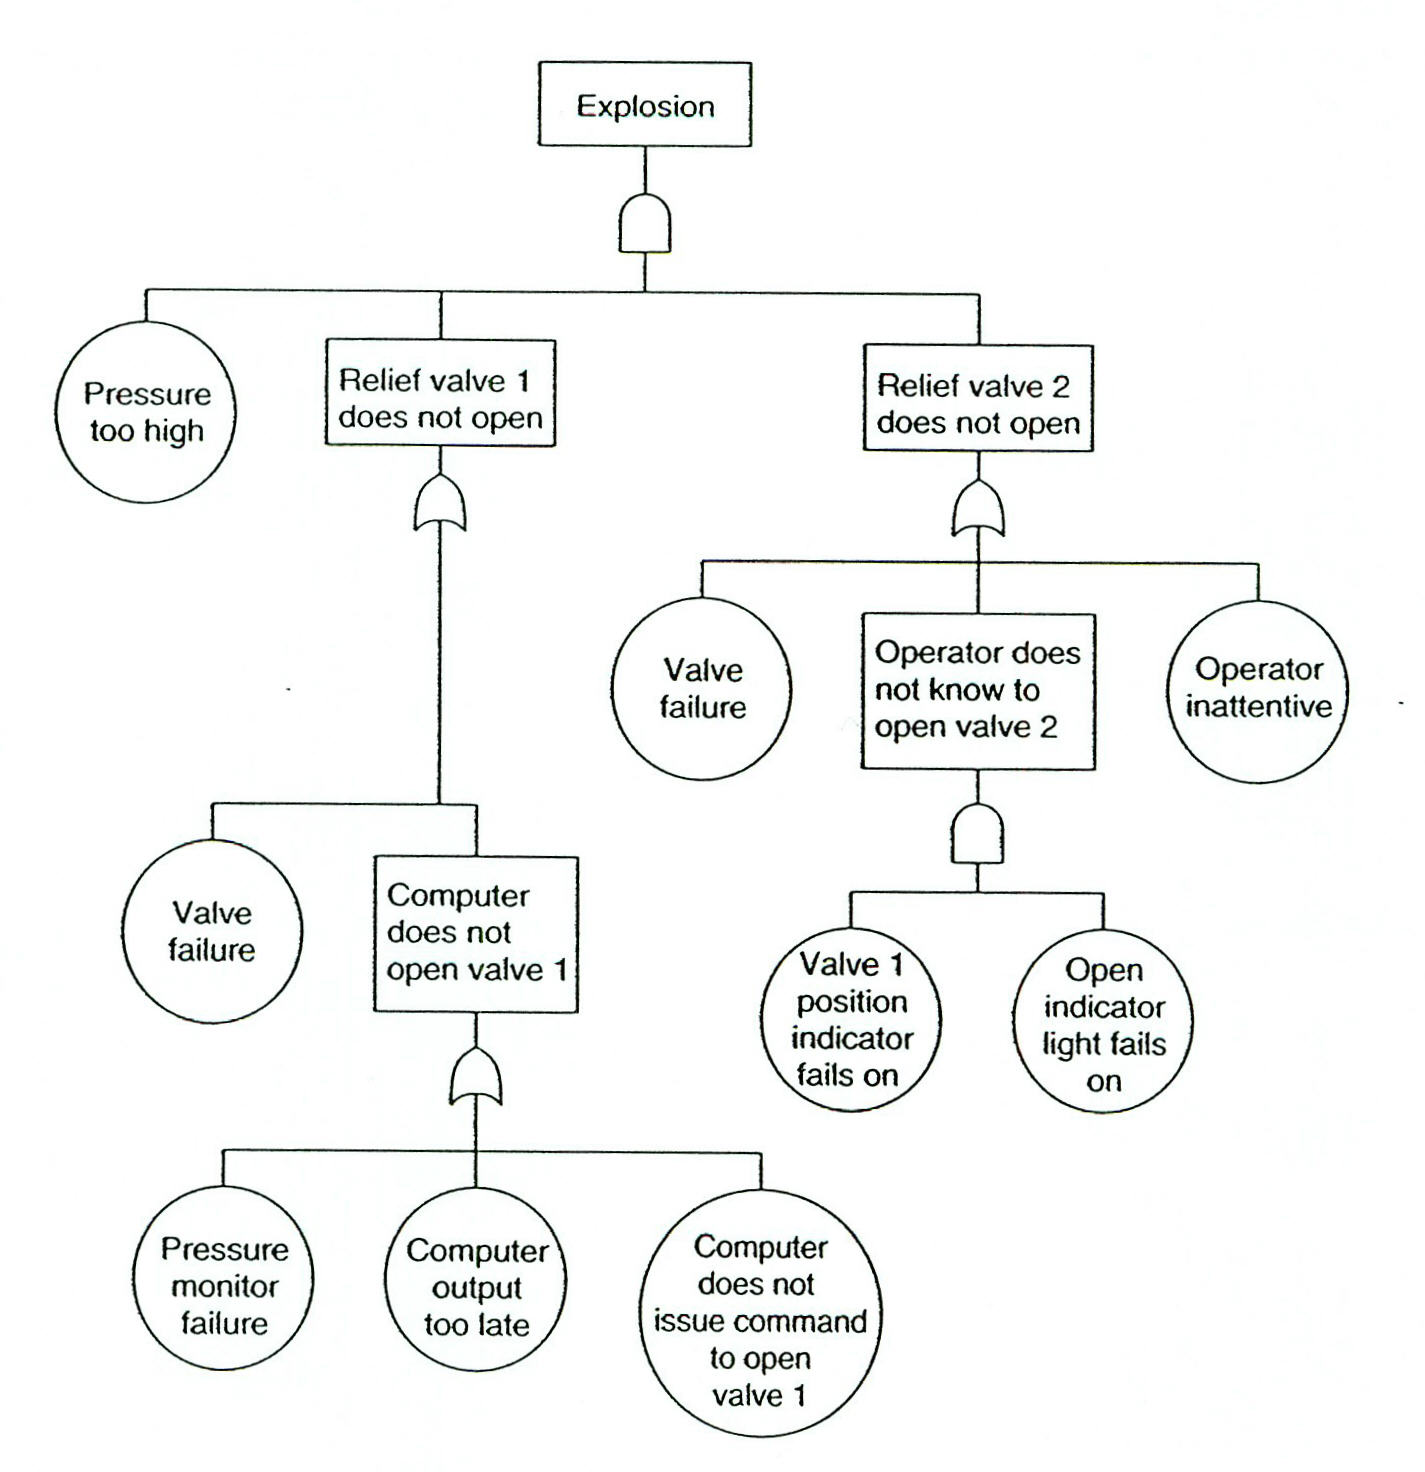 Explosion
Pressure
too high
Relief valve 1
does not open
Relief valve 2
does not open
Valve
failure
Operator does
not know to
open valve 2
Operator
inattentive
Valve
failure
Computer
does not
open valve 1
Valve 1
position
indicator
fails on
Open
indicator
light fails
on
Pressure
monitor
failure
Computer
output
too late
Computer
does not
issue command
to open
valve 1